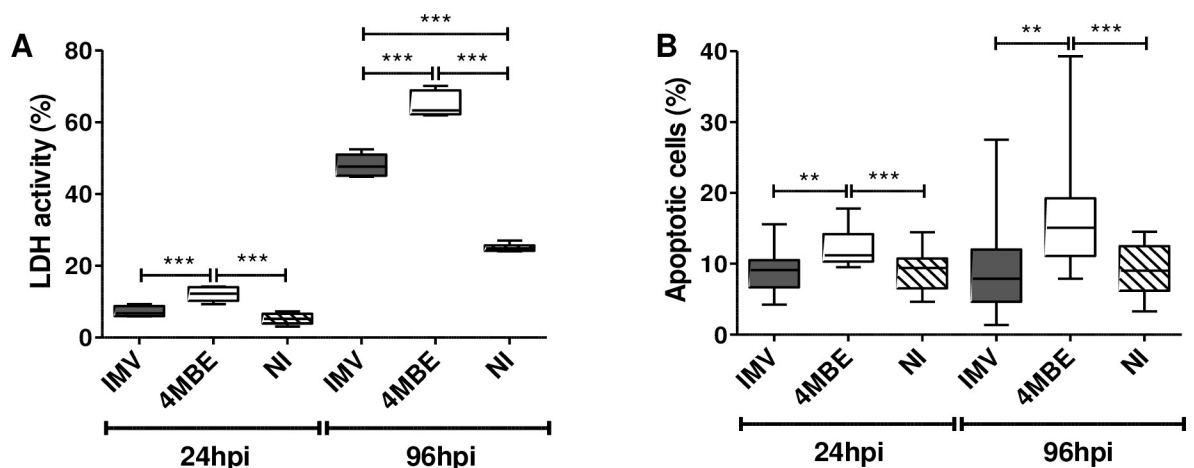 A
LDH activity (%)
80
60
40
20
0
***
*** ***
*** ***
IMV 4MBE NI IMV 4MBE NI
24hpi 96hpi
B
Apoptotic cells (%)
40
30
20
10
0
** ***
** ***
IMV 4MBE NI IMV 4MBE NI
24hpi 96hpi